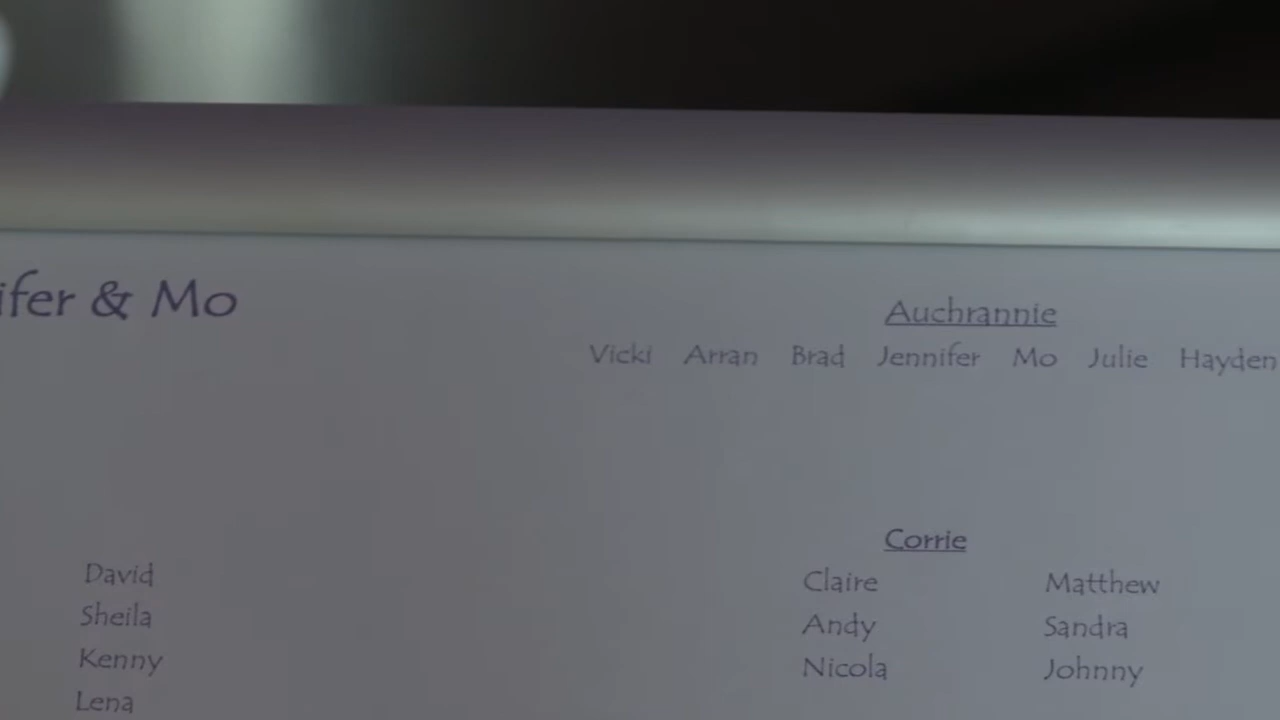 ifer & Mo
Auchrannie
Vicki Arran Brad Jennifer Mo Julie Hayden
Corrie
David
Sheila
Kenny
Lena
Claire Matthew
Andy Sandra
Nicola Johnny